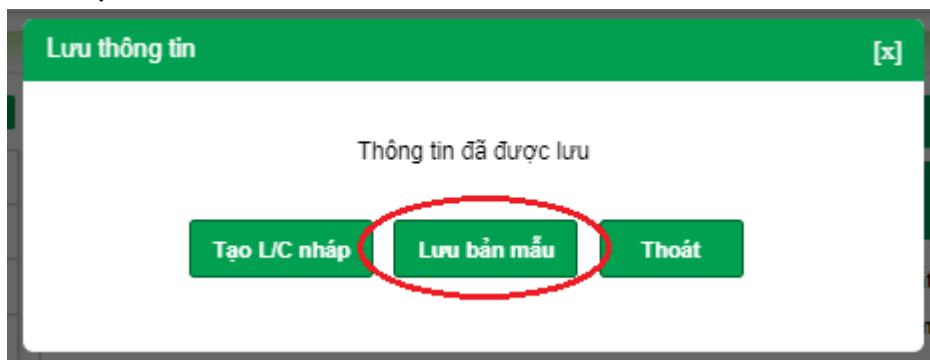 Lưu thông tin [x]
Thông tin đã được lưu
Tạo L/C nháp Lưu bản mẫu Thoát